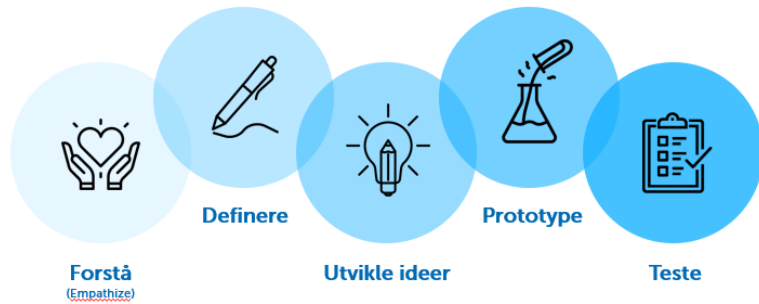 Forstå
(Empathize)
Definere
Utvikle ideer
Prototype
Teste